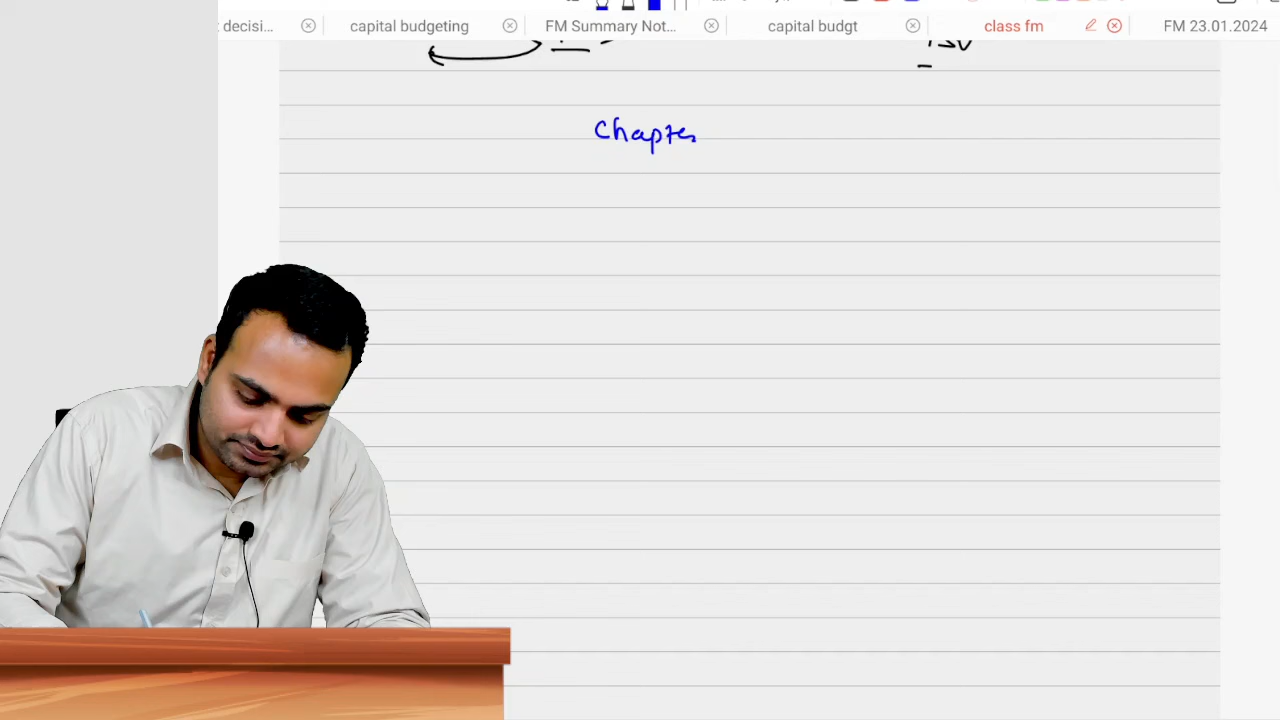 t decisi... capital budgeting FM Summary Not... capital budgt class fm FM 23.01.2024
Chapter